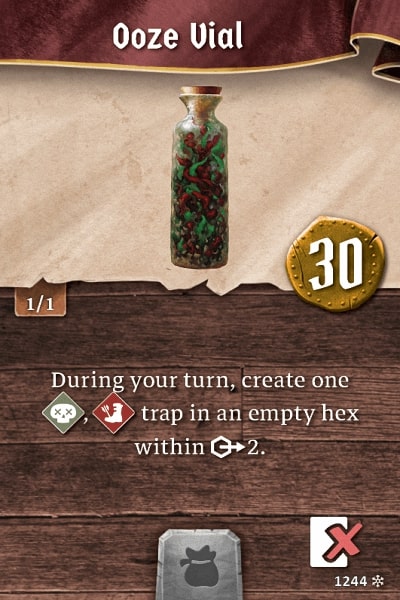 Ooze Vial
30
1/1
During your turn, create one
, trap in an empty hex
within 2.
1244